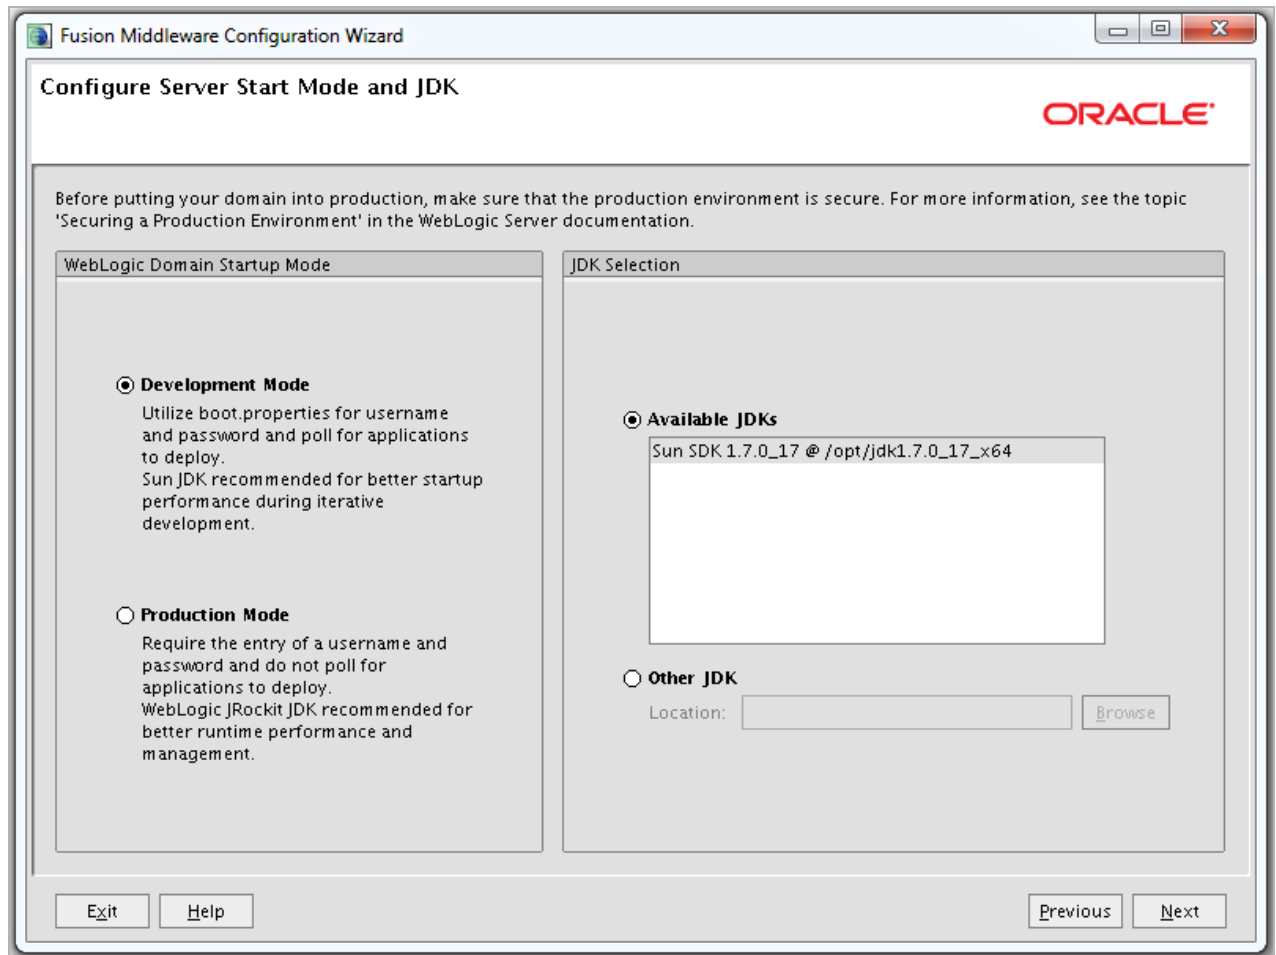 Fusion Middleware Configuration Wizard
Configure Server Start Mode and JDK
ORACLE
Before putting your domain into production, make sure that the production environment is secure. For more information, see the topic
'Securing a Production Environment' in the WebLogic Server documentation.
WebLogic Domain Startup Mode
Development Mode
Utilize boot.properties for username
and password and poll for applications
to deploy.
Sun JDK recommended for better startup
performance during iterative
development.
Production Mode
Require the entry of a username and
password and do not poll for
applications to deploy.
WebLogic JRockit JDK recommended for
better runtime performance and
management.
JDK Selection
Available JDKs
Sun SDK 1.7.0_17 @ /opt/jdk1.7.0_17_x64
Other JDK
Location:
Browse
Exit
Help
Previous
Next